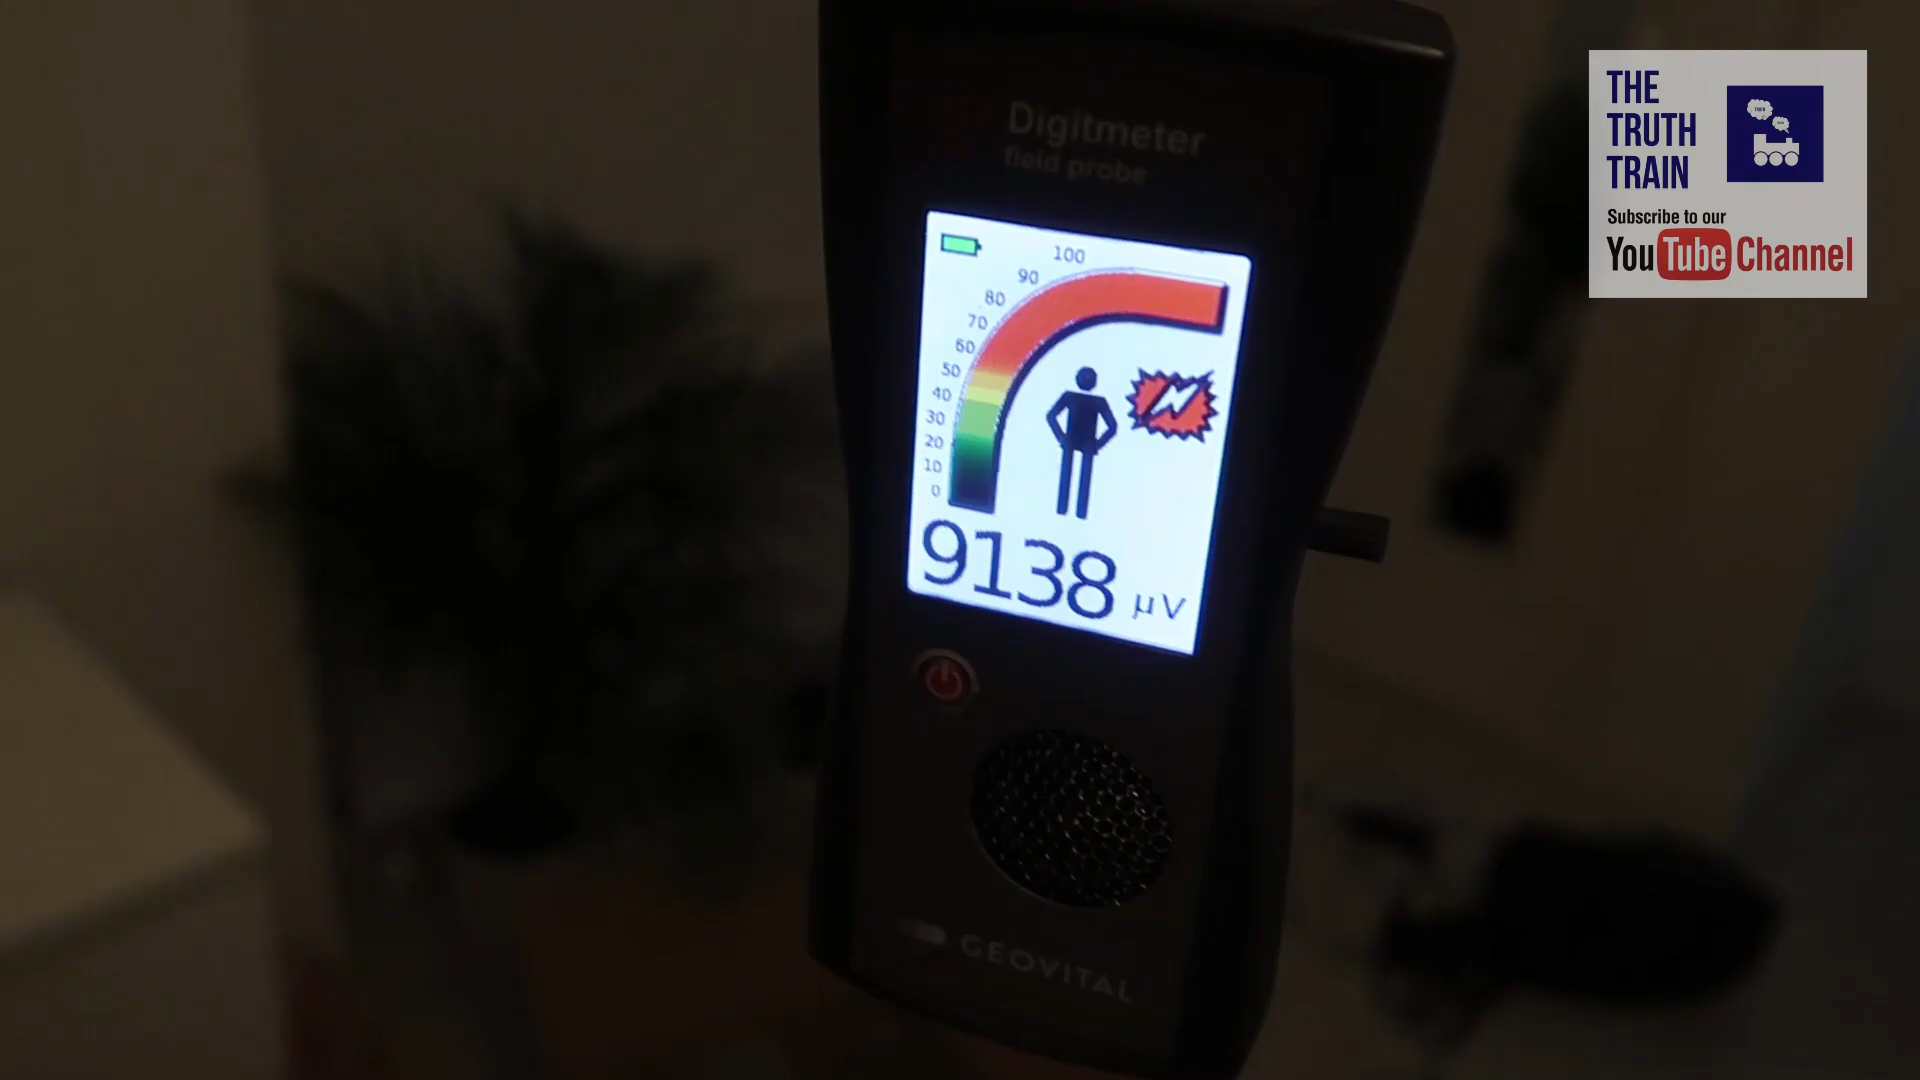 Digitmeter
field probe
100
90
80
70
60
50
40
30
20
10
0
9138 µV
GEOVITAL
THE
TRUTH
TRAIN
Subscribe to our
YouTube Channel